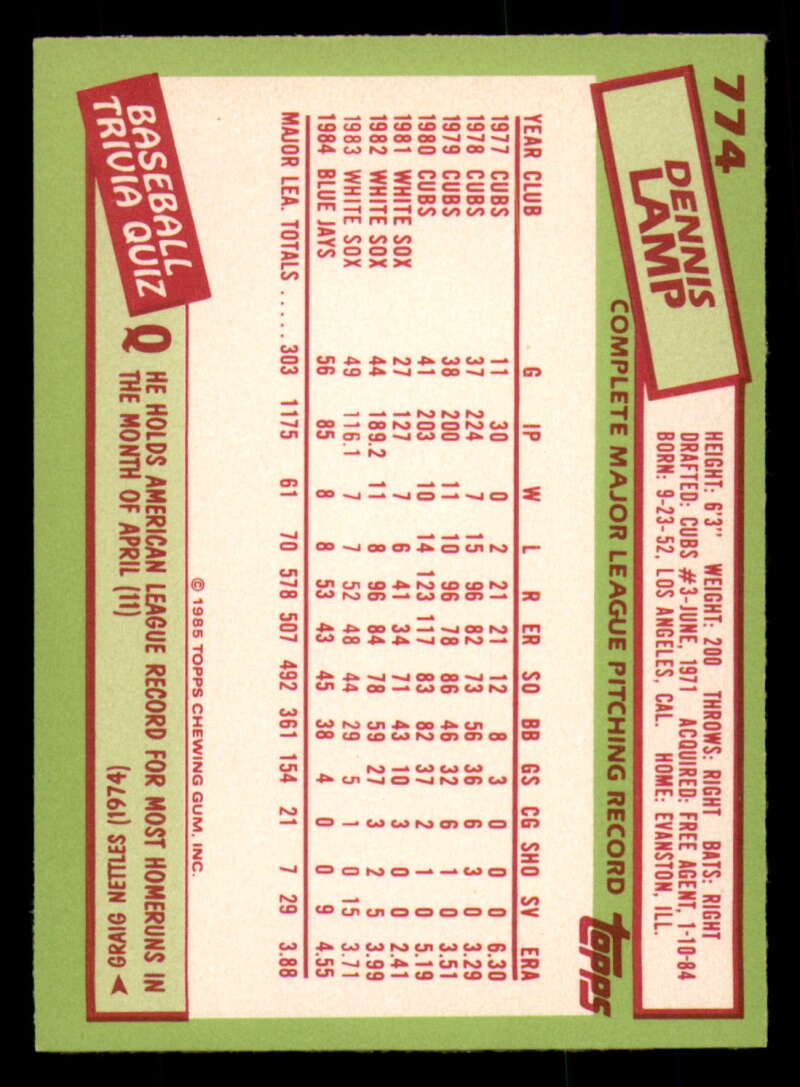 774
DENNIS
LAMP
HEIGHT: 6'3" WEIGHT: 200 THROWS: RIGHT BATS: RIGHT
DRAFTED: CUBS #3-JUNE, 1971 ACQUIRED: FREE AGENT, 1-10-84
BORN: 9-23-52, LOS ANGELES, CAL. HOME: EVANSTON, ILL.
COMPLETE MAJOR LEAGUE PITCHING RECORD
topps
YEAR CLUB G IP W L R ER SO BB GS CG SHO SV ERA
1977 CUBS 11 30 0 2 21 21 12 8 3 0 0 0 6.30
1978 CUBS 37 224 7 15 96 82 73 56 36 6 3 0 3.29
1979 CUBS 38 200 11 10 96 78 86 46 32 6 1 0 3.51
1980 CUBS 41 203 10 14 123 117 83 82 37 2 1 0 5.19
1981 WHITE SOX 27 127 7 6 41 34 71 43 10 3 0 0 2.41
1982 WHITE SOX 44 189.2 11 8 96 84 78 59 27 3 2 5 3.99
1983 WHITE SOX 49 116.1 7 7 52 48 44 29 5 1 0 15 3.71
1984 BLUE JAYS 56 85 8 8 53 43 45 38 4 0 0 9 4.55
MAJOR LEA. TOTALS ..... 303 1175 61 70 578 507 492 361 154 21 7 29 3.88
© 1985 TOPPS CHEWING GUM, INC.
BASEBALL
TRIVIA QUIZ
Q HE HOLDS AMERICAN LEAGUE RECORD FOR MOST HOMERUNS IN
THE MONTH OF APRIL (11)
GRAIG NETTLES (1974)